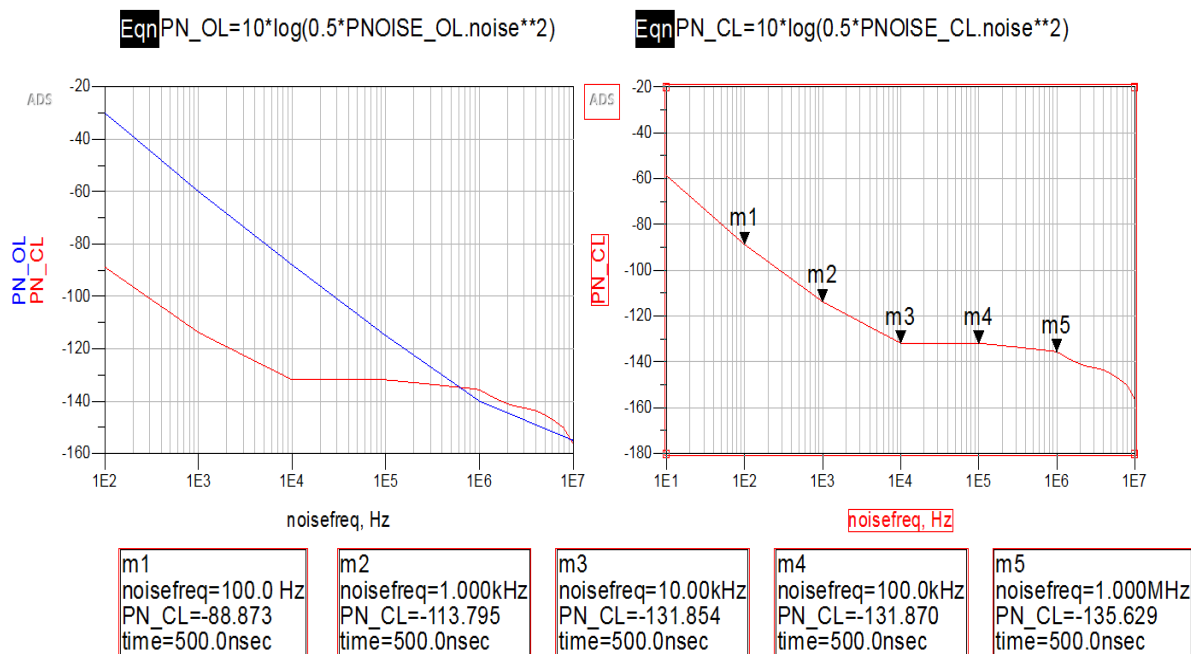 Eqn PN_OL=10*log(0.5*PNOISE_OL.noise**2)
Eqn PN_CL=10*log(0.5*PNOISE_CL.noise**2)
ADS
-20
-40
-60
-80
-100
-120
-140
-160
PN_OL
PN_CL
1E2 1E3 1E4 1E5 1E6 1E7
noisefreq, Hz
ADS
-20
-40
-60
-80
-100
-120
-140
-160
-180
PN_CL
m1
m2
m3
m4
m5
1E1 1E2 1E3 1E4 1E5 1E6 1E7
noisefreq, Hz
m1
noisefreq=100.0 Hz
PN_CL=-88.873
time=500.0nsec
m2
noisefreq=1.000kHz
PN_CL=-113.795
time=500.0nsec
m3
noisefreq=10.00kHz
PN_CL=-131.854
time=500.0nsec
m4
noisefreq=100.0kHz
PN_CL=-131.870
time=500.0nsec
m5
noisefreq=1.000MHz
PN_CL=-135.629
time=500.0nsec